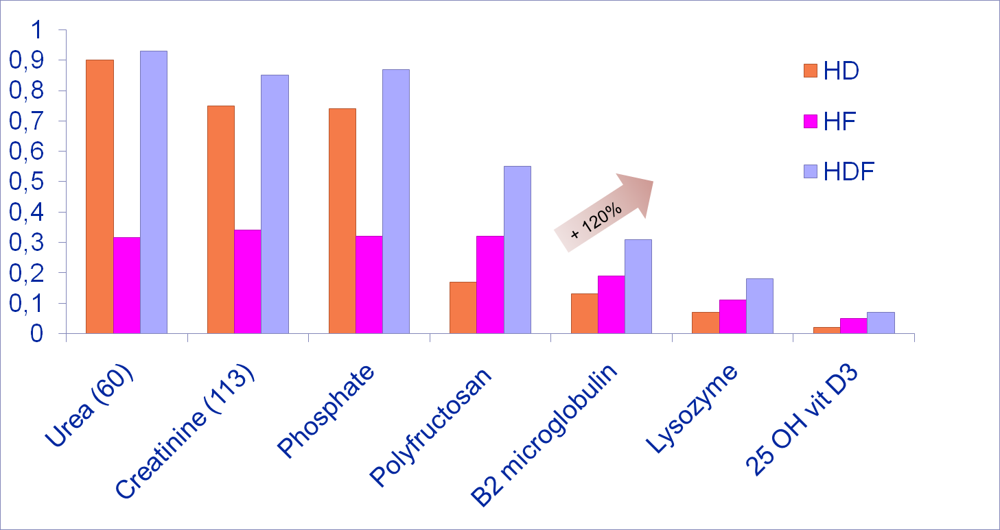 1
0,9
0,8
0,7
0,6
0,5
0,4
0,3
0,2
0,1
0
HD
HF
HDF
+ 120%
Urea (60)
Creatinine (113)
Phosphate
Polyfructosan
B2 microglobulin
Lysozyme
25 OH vit D3